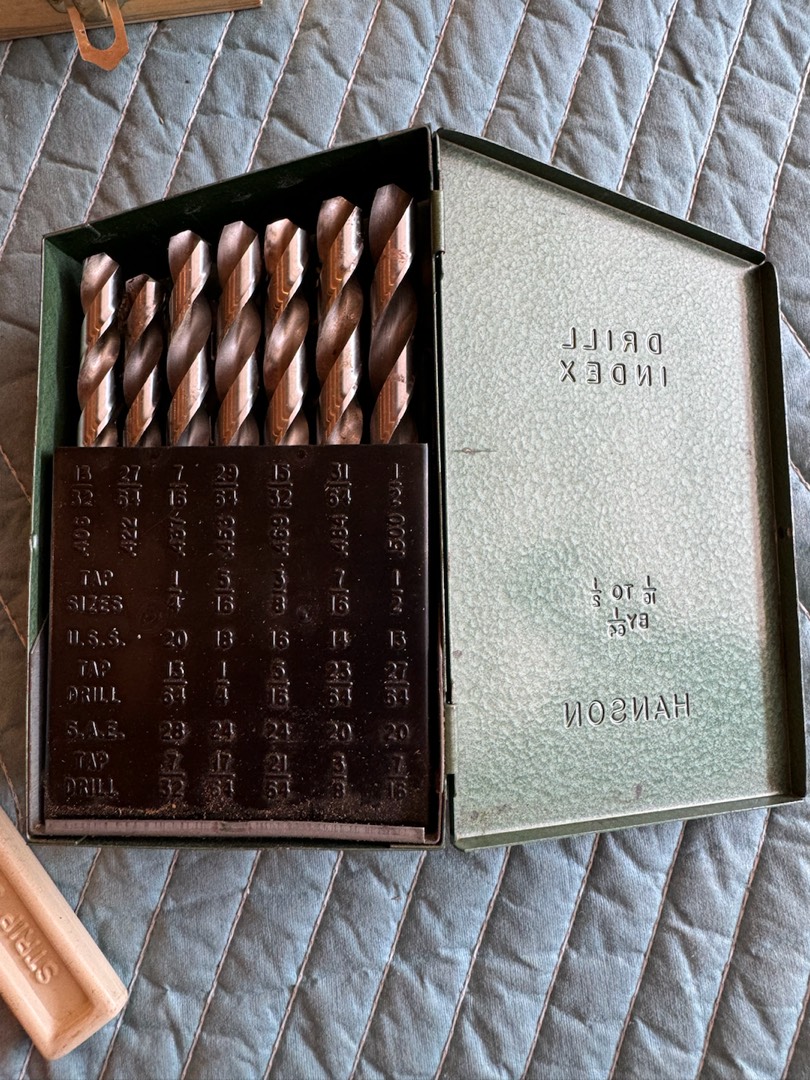 13/32 27/64 7/16 29/64 15/32 31/64 1/2
.406 .422 .437 .453 .469 .484 .500
TAP SIZES 1/4 5/16 3/8 7/16 1/2
U.S.S. 20 18 16 14 13
TAP DRILL 13/64 1/4 5/16 23/64 27/64
S.A.E. 28 24 24 20 20
TAP DRILL 7/32 17/64 21/64 3/8 7/16
DRILL
INDEX
1/16 TO 1/2
BY 1/64
HANSON
STRIP